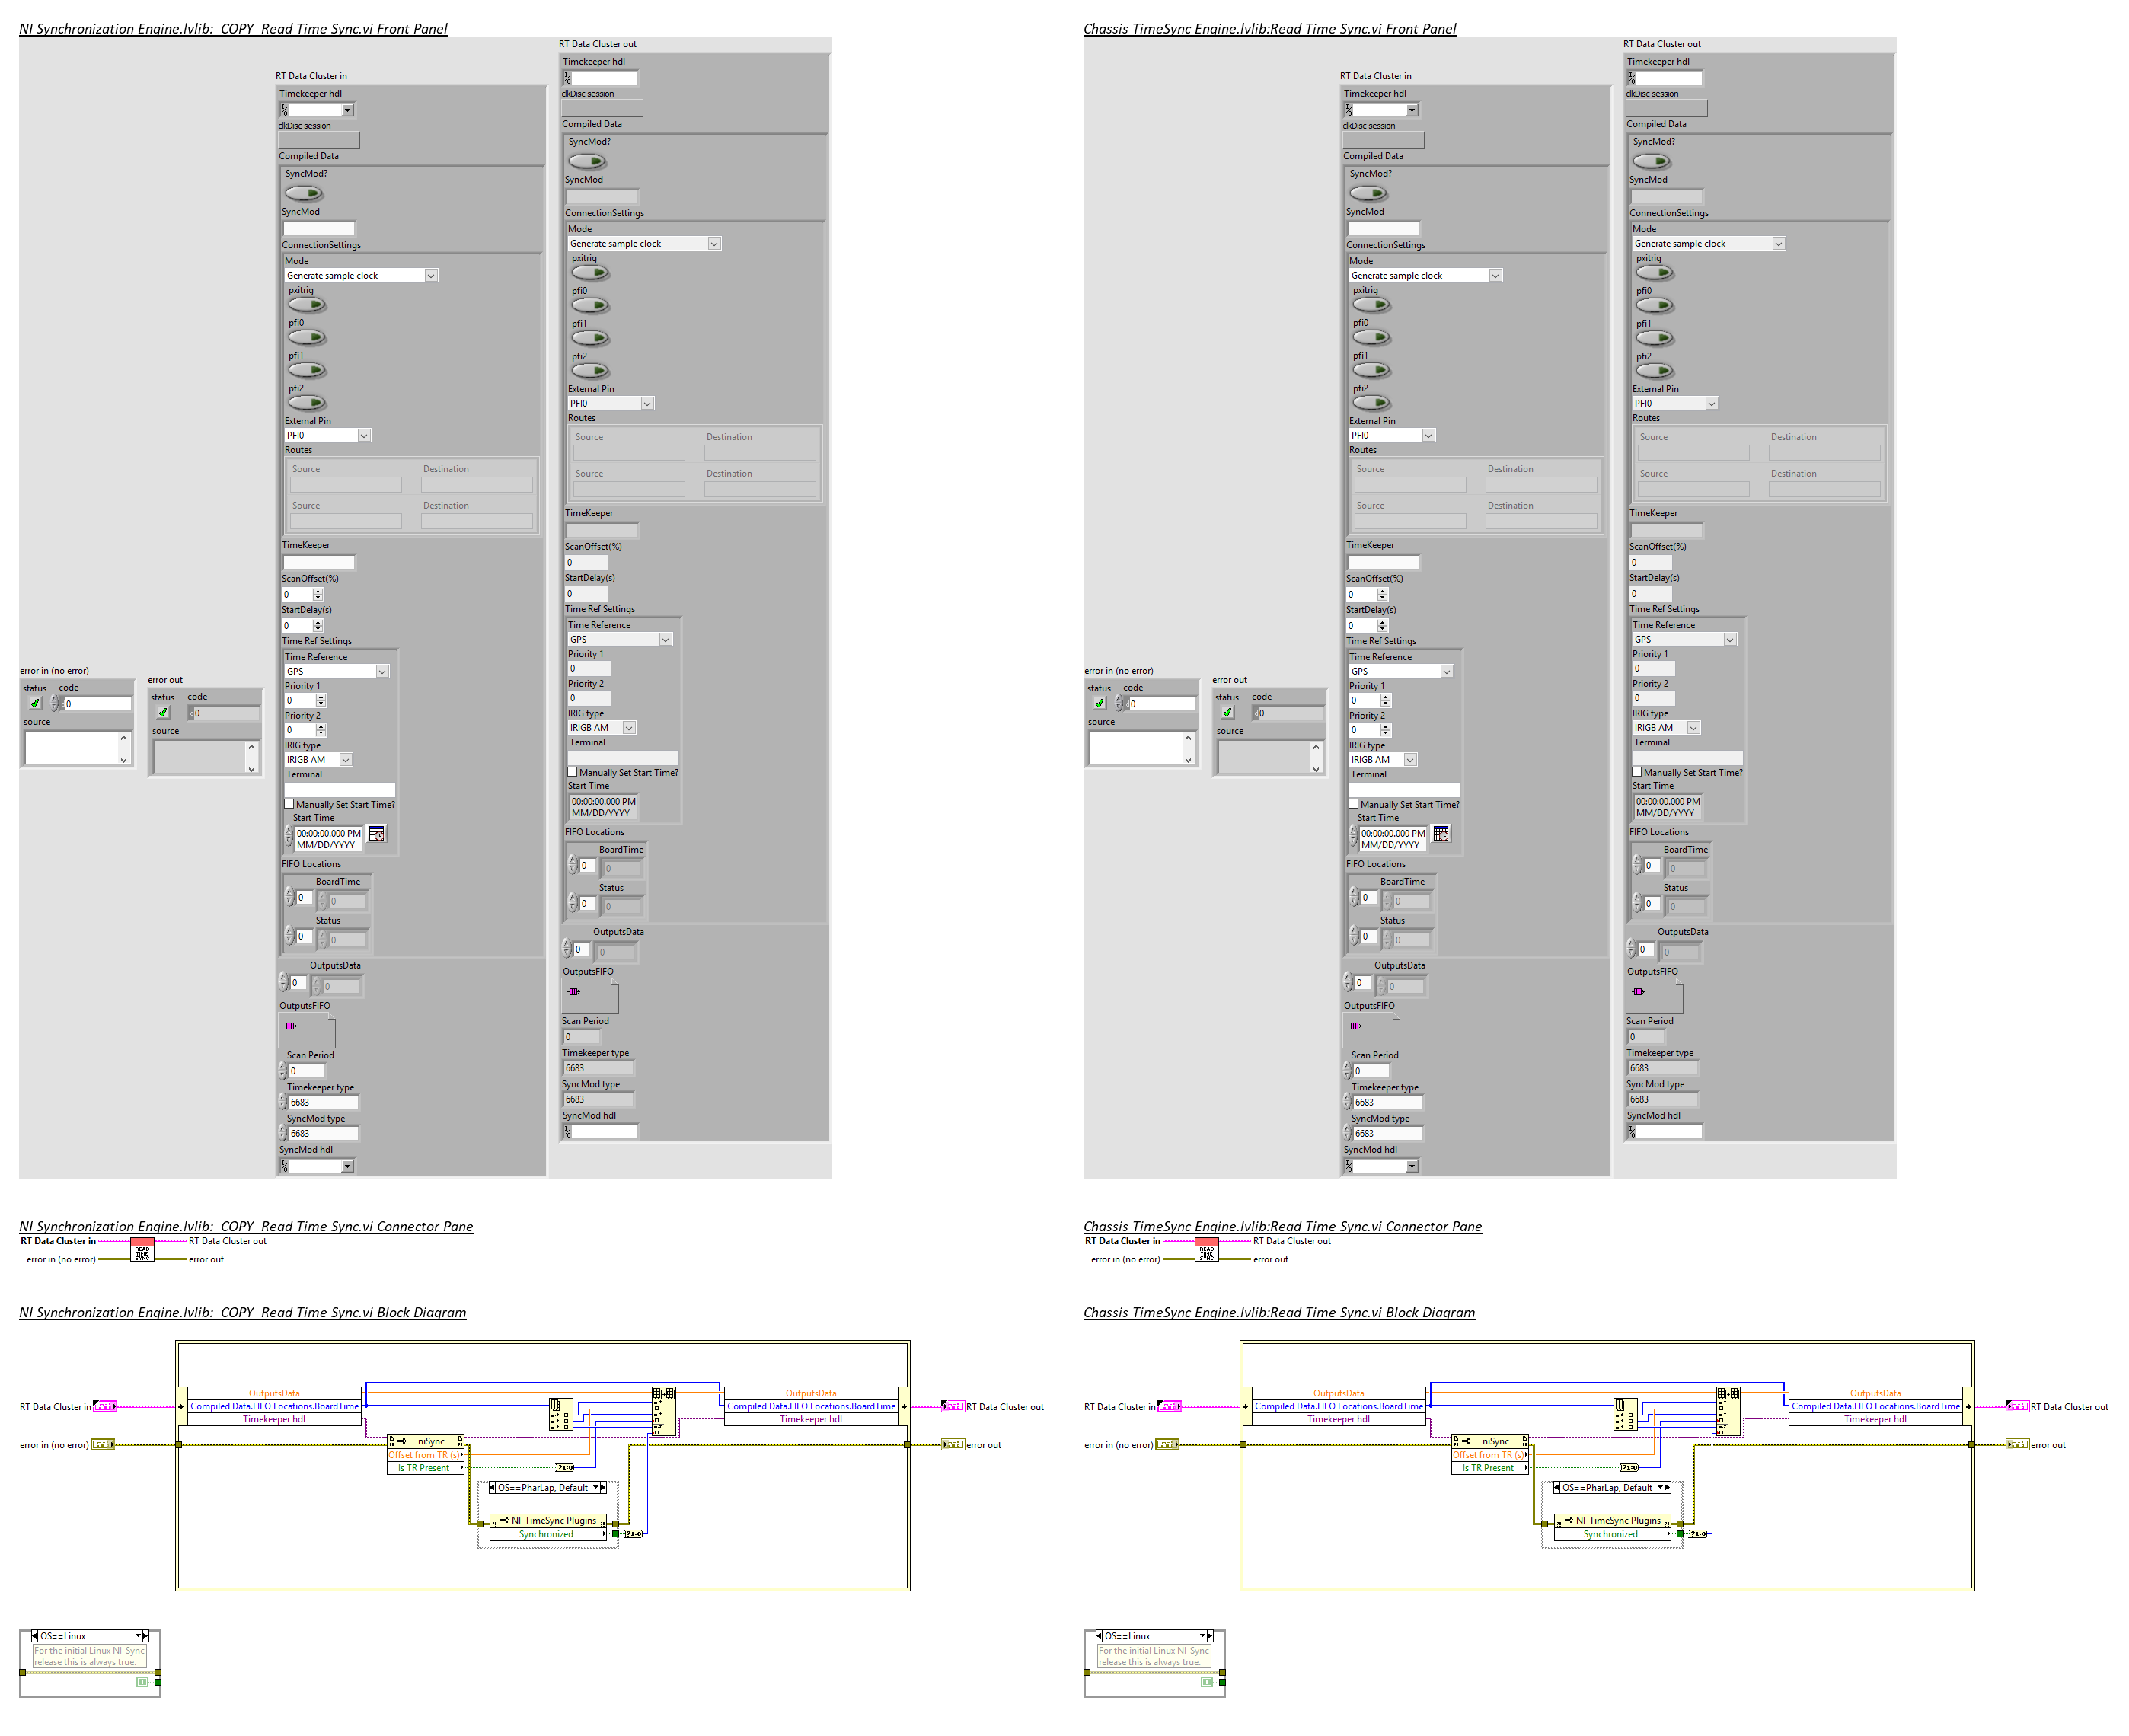 NI Synchronization Engine.lvlib:  COPY  Read Time Sync.vi Front Panel
RT Data Cluster in
Timekeeper hdl
clkDisc session
Compiled Data
SyncMod?
SyncMod
ConnectionSettings
Mode
Generate sample clock
pxitrig
pfi0
pfi1
pfi2
External Pin
PFI0
Routes
Source Destination
Source Destination
TimeKeeper
ScanOffset(%)
0
StartDelay(s)
0
Time Ref Settings
Time Reference
GPS
Priority 1
0
Priority 2
0
IRIG type
IRIGB AM
Terminal
Manually Set Start Time?
Start Time
00:00:00.000 PM
MM/DD/YYYY
FIFO Locations
BoardTime
0 0
Status
0 0
OutputsData
0 0
OutputsFIFO
Scan Period
0
Timekeeper type
6683
SyncMod type
6683
SyncMod hdl
error in (no error)
status code
0
source
error out
status code
0
source
RT Data Cluster out
Timekeeper hdl
clkDisc session
Compiled Data
SyncMod?
SyncMod
ConnectionSettings
Mode
Generate sample clock
pxitrig
pfi0
pfi1
pfi2
External Pin
PFI0
Routes
Source Destination
Source Destination
TimeKeeper
ScanOffset(%)
0
StartDelay(s)
0
Time Ref Settings
Time Reference
GPS
Priority 1
0
Priority 2
0
IRIG type
IRIGB AM
Terminal
Manually Set Start Time?
Start Time
00:00:00.000 PM
MM/DD/YYYY
FIFO Locations
BoardTime
0 0
Status
0 0
OutputsData
0 0
OutputsFIFO
Scan Period
0
Timekeeper type
6683
SyncMod type
6683
SyncMod hdl
Chassis TimeSync Engine.lvlib:Read Time Sync.vi Front Panel
RT Data Cluster in
Timekeeper hdl
clkDisc session
Compiled Data
SyncMod?
SyncMod
ConnectionSettings
Mode
Generate sample clock
pxitrig
pfi0
pfi1
pfi2
External Pin
PFI0
Routes
Source Destination
Source Destination
TimeKeeper
ScanOffset(%)
0
StartDelay(s)
0
Time Ref Settings
Time Reference
GPS
Priority 1
0
Priority 2
0
IRIG type
IRIGB AM
Terminal
Manually Set Start Time?
Start Time
00:00:00.000 PM
MM/DD/YYYY
FIFO Locations
BoardTime
0 0
Status
0 0
OutputsData
0 0
OutputsFIFO
Scan Period
0
Timekeeper type
6683
SyncMod type
6683
SyncMod hdl
error in (no error)
status code
0
source
error out
status code
0
source
RT Data Cluster out
Timekeeper hdl
clkDisc session
Compiled Data
SyncMod?
SyncMod
ConnectionSettings
Mode
Generate sample clock
pxitrig
pfi0
pfi1
pfi2
External Pin
PFI0
Routes
Source Destination
Source Destination
TimeKeeper
ScanOffset(%)
0
StartDelay(s)
0
Time Ref Settings
Time Reference
GPS
Priority 1
0
Priority 2
0
IRIG type
IRIGB AM
Terminal
Manually Set Start Time?
Start Time
00:00:00.000 PM
MM/DD/YYYY
FIFO Locations
BoardTime
0 0
Status
0 0
OutputsData
0 0
OutputsFIFO
Scan Period
0
Timekeeper type
6683
SyncMod type
6683
SyncMod hdl
NI Synchronization Engine.lvlib:  COPY  Read Time Sync.vi Connector Pane
RT Data Cluster in RT Data Cluster out
READ
TIME
SYNC
error in (no error) error out
Chassis TimeSync Engine.lvlib:Read Time Sync.vi Connector Pane
RT Data Cluster in RT Data Cluster out
READ
TIME
SYNC
error in (no error) error out
NI Synchronization Engine.lvlib:  COPY  Read Time Sync.vi Block Diagram
OutputsData OutputsData
RT Data Cluster in Compiled Data.FIFO Locations.BoardTime Compiled Data.FIFO Locations.BoardTime RT Data Cluster out
Timekeeper hdl Timekeeper hdl
error in (no error) niSync error out
Offset from TR (s)
Is TR Present ?1:0
OS==PharLap, Default
NI-TimeSync Plugins
Synchronized ?1:0
OS==Linux
For the initial Linux NI-Sync
release this is always true.
T
Chassis TimeSync Engine.lvlib:Read Time Sync.vi Block Diagram
OutputsData OutputsData
RT Data Cluster in Compiled Data.FIFO Locations.BoardTime Compiled Data.FIFO Locations.BoardTime RT Data Cluster out
Timekeeper hdl Timekeeper hdl
error in (no error) niSync error out
Offset from TR (s)
Is TR Present ?1:0
OS==PharLap, Default
NI-TimeSync Plugins
Synchronized ?1:0
OS==Linux
For the initial Linux NI-Sync
release this is always true.
T